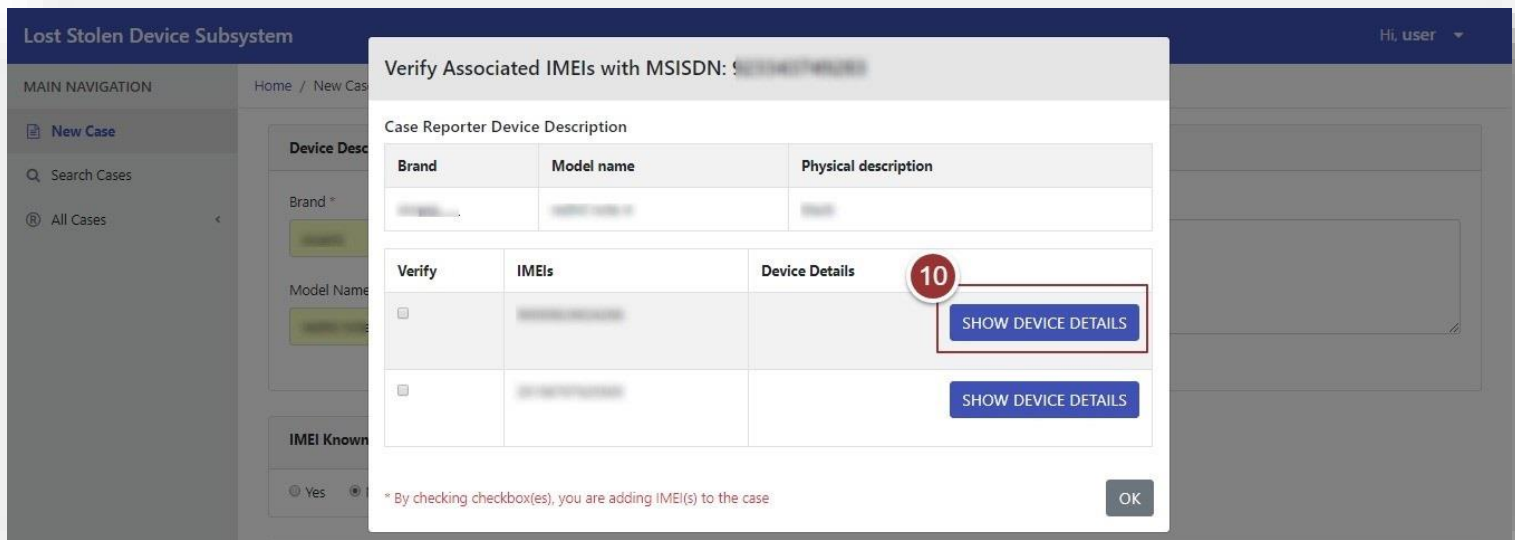 Lost Stolen Device Subsystem
Hi, user
MAIN NAVIGATION
New Case
Search Cases
All Cases
Home / New Cas
Device Desc
Brand *
Model Name
IMEI Known
Yes
Verify Associated IMEIs with MSISDN:
Case Reporter Device Description
Brand Model name Physical description
Verify IMEIs Device Details
10
SHOW DEVICE DETAILS
SHOW DEVICE DETAILS
* By checking checkbox(es), you are adding IMEI(s) to the case
OK